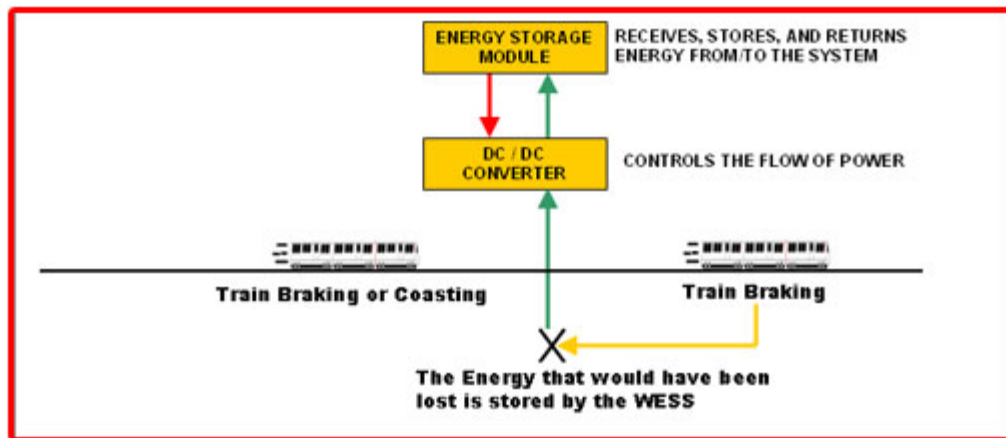 ENERGY STORAGE
MODULE
RECEIVES, STORES, AND RETURNS
ENERGY FROM/TO THE SYSTEM
DC / DC
CONVERTER
CONTROLS THE FLOW OF POWER
Train Braking or Coasting
Train Braking
The Energy that would have been
lost is stored by the WESS